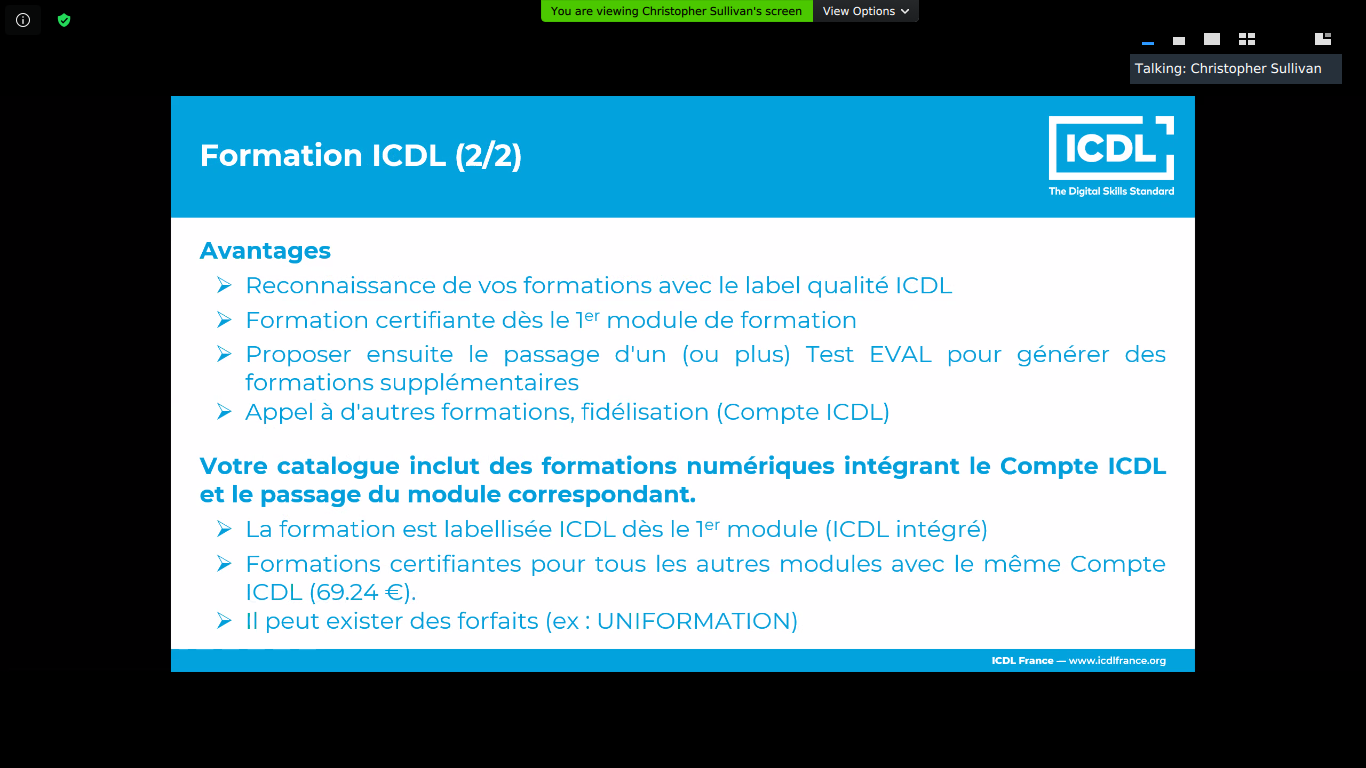 You are viewing Christopher Sullivan's screen
View Options
Talking: Christopher Sullivan
Formation ICDL (2/2)
ICDL
The Digital Skills Standard
Avantages
Reconnaissance de vos formations avec le label qualité ICDL
Formation certifiante dès le 1er module de formation
Proposer ensuite le passage d'un (ou plus) Test EVAL pour générer des
formations supplémentaires
Appel à d'autres formations, fidélisation (Compte ICDL)
Votre catalogue inclut des formations numériques intégrant le Compte ICDL
et le passage du module correspondant.
La formation est labellisée ICDL dès le 1er module (ICDL intégré)
Formations certifiantes pour tous les autres modules avec le même Compte
ICDL (69.24 €).
Il peut exister des forfaits (ex : UNIFORMATION)
ICDL France — www.icdlfrance.org